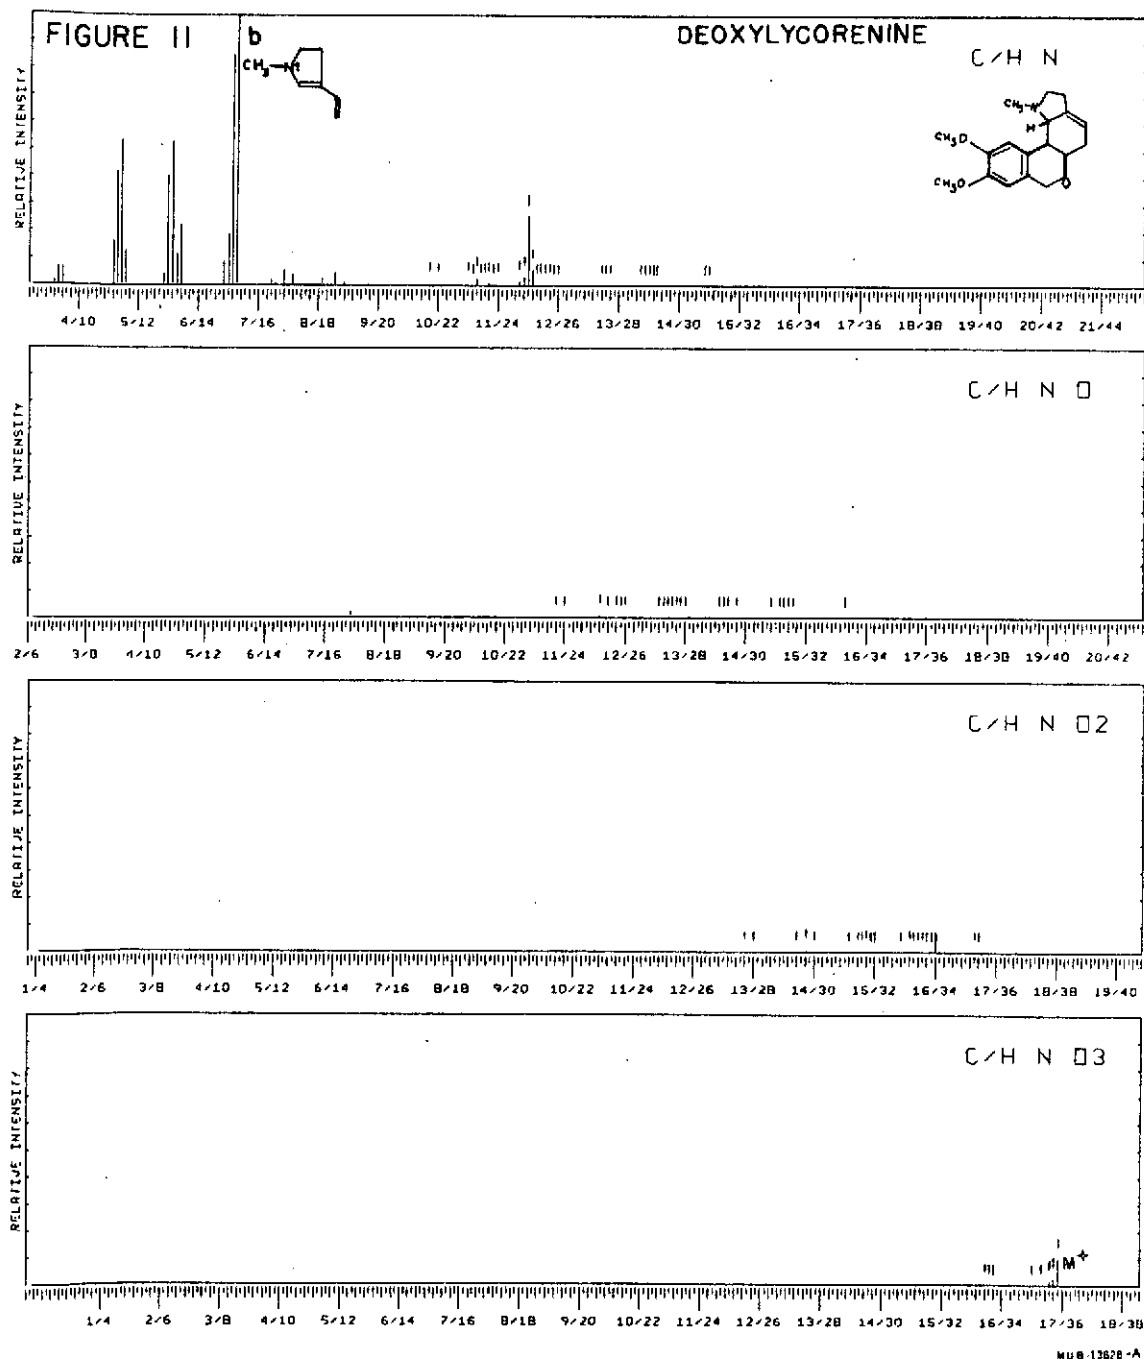 FIGURE 11
b
DEOXYLYCORENINE
C/H N
CH3—N+
CH3—N
H
CH3O
CH3O
O
RELATIVE INTENSITY
4/10 5/12 6/14 7/16 8/18 9/20 10/22 11/24 12/26 13/28 14/30 15/32 16/34 17/36 18/38 19/40 20/42 21/44
C/H N O
RELATIVE INTENSITY
2/6 3/8 4/10 5/12 6/14 7/16 8/18 9/20 10/22 11/24 12/26 13/28 14/30 15/32 16/34 17/36 18/38 19/40 20/42
C/H N O2
RELATIVE INTENSITY
1/4 2/6 3/8 4/10 5/12 6/14 7/16 8/18 9/20 10/22 11/24 12/26 13/28 14/30 15/32 16/34 17/36 18/38 19/40
C/H N O3
RELATIVE INTENSITY
M+
1/4 2/6 3/8 4/10 5/12 6/14 7/16 8/18 9/20 10/22 11/24 12/26 13/28 14/30 15/32 16/34 17/36 18/38
MUB-13628-A